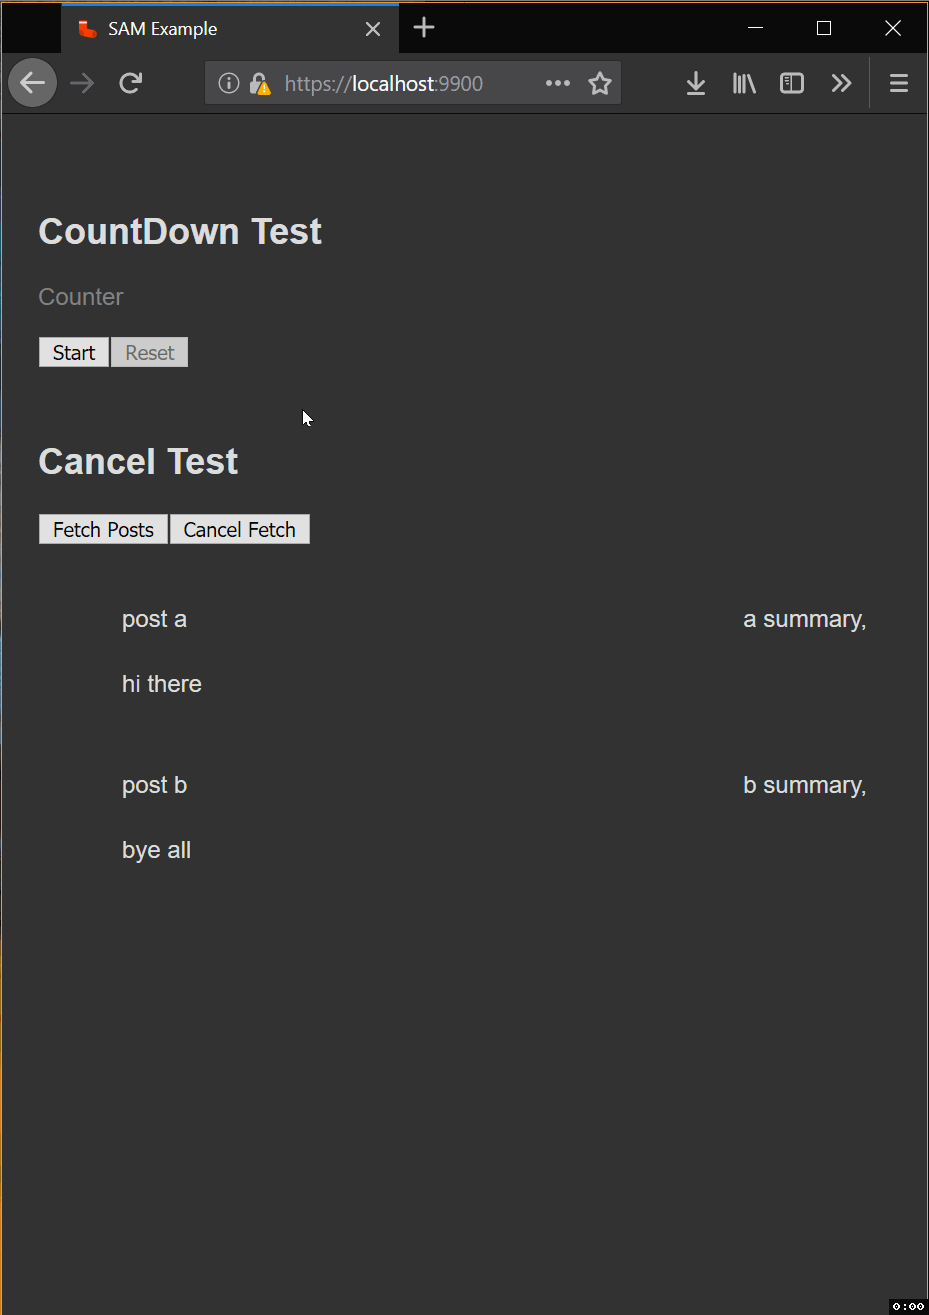 SAM Example
https://localhost:9900
CountDown Test
Counter
Start Reset
Cancel Test
Fetch Posts Cancel Fetch
post a a summary,
hi there
post b b summary,
bye all
0:00